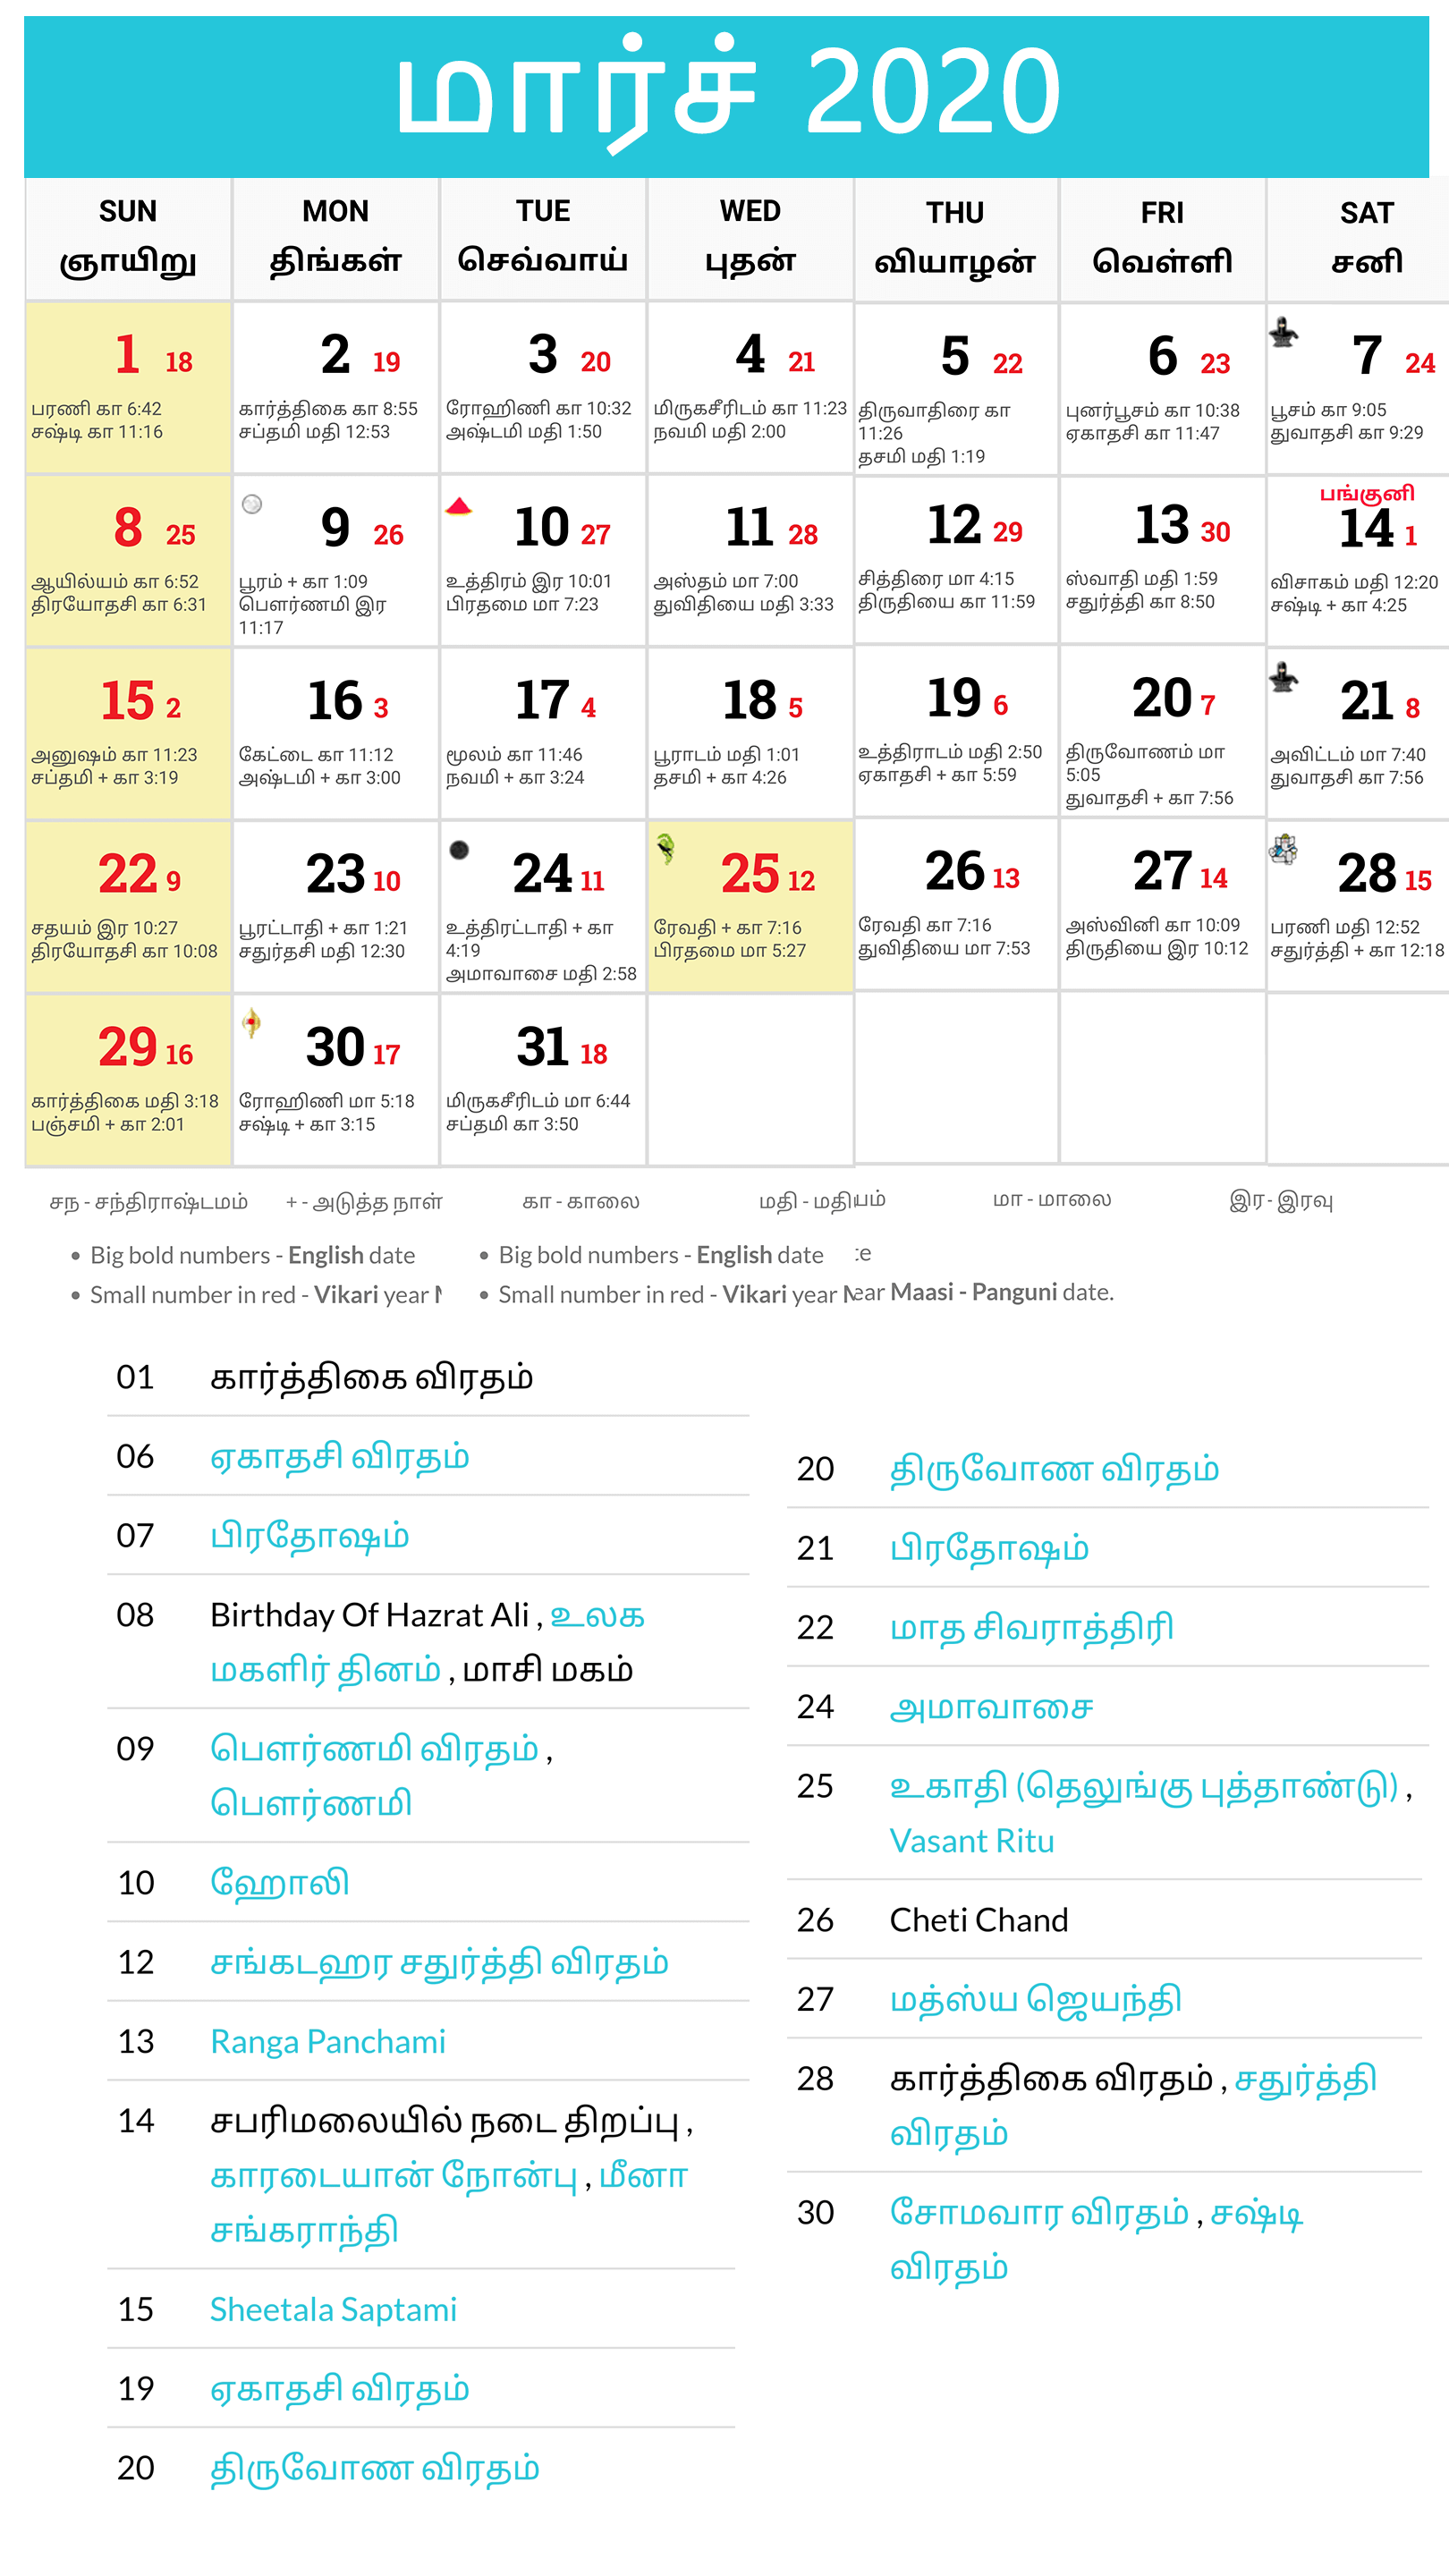 மார்ச் 2020
SUN MON TUE WED THU FRI SAT
ஞாயிறு திங்கள் செவ்வாய் புதன் வியாழன் வெள்ளி சனி
1 18
பரணி கா 6:42
சஷ்டி கா 11:16
2 19
கார்த்திகை கா 8:55
சப்தமி மதி 12:53
3 20
ரோஹிணி கா 10:32
அஷ்டமி மதி 1:50
4 21
மிருகசீரிடம் கா 11:23
நவமி மதி 2:00
5 22
திருவாதிரை கா
11:26
தசமி மதி 1:19
6 23
புனர்பூசம் கா 10:38
ஏகாதசி கா 11:47
7 24
பூசம் கா 9:05
துவாதசி கா 9:29
8 25
ஆயில்யம் கா 6:52
திரயோதசி கா 6:31
9 26
பூரம் + கா 1:09
பௌர்ணமி இர
11:17
10 27
உத்திரம் இர 10:01
பிரதமை மா 7:23
11 28
அஸ்தம் மா 7:00
துவிதியை மதி 3:33
12 29
சித்திரை மா 4:15
திருதியை கா 11:59
13 30
ஸ்வாதி மதி 1:59
சதுர்த்தி கா 8:50
பங்குனி
14 1
விசாகம் மதி 12:20
சஷ்டி + கா 4:25
15 2
அனுஷம் கா 11:23
சப்தமி + கா 3:19
16 3
கேட்டை கா 11:12
அஷ்டமி + கா 3:00
17 4
மூலம் கா 11:46
நவமி + கா 3:24
18 5
பூராடம் மதி 1:01
தசமி + கா 4:26
19 6
உத்திராடம் மதி 2:50
ஏகாதசி + கா 5:59
20 7
திருவோணம் மா
5:05
துவாதசி + கா 7:56
21 8
அவிட்டம் மா 7:40
துவாதசி கா 7:56
22 9
சதயம் இர 10:27
திரயோதசி கா 10:08
23 10
பூரட்டாதி + கா 1:21
சதுர்தசி மதி 12:30
24 11
உத்திரட்டாதி + கா
4:19
அமாவாசை மதி 2:58
25 12
ரேவதி + கா 7:16
பிரதமை மா 5:27
26 13
ரேவதி கா 7:16
துவிதியை மா 7:53
27 14
அஸ்வினி கா 10:09
திருதியை இர 10:12
28 15
பரணி மதி 12:52
சதுர்த்தி + கா 12:18
29 16
கார்த்திகை மதி 3:18
பஞ்சமி + கா 2:01
30 17
ரோஹிணி மா 5:18
சஷ்டி + கா 3:15
31 18
மிருகசீரிடம் மா 6:44
சப்தமி கா 3:50
சந - சந்திராஷ்டமம் + - அடுத்த நாள் கா - காலை மதி - மதியம் மா - மாலை இர - இரவு
• Big bold numbers - English date • Big bold numbers - English date te
• Small number in red - Vikari year • Small number in red - Vikari year ear Maasi - Panguni date.
01 கார்த்திகை விரதம்
06 ஏகாதசி விரதம்
07 பிரதோஷம்
08 Birthday Of Hazrat Ali , உலக
மகளிர் தினம் , மாசி மகம்
09 பௌர்ணமி விரதம் ,
பௌர்ணமி
10 ஹோலி
12 சங்கடஹர சதுர்த்தி விரதம்
13 Ranga Panchami
14 சபரிமலையில் நடை திறப்பு ,
காரடையான் நோன்பு , மீனா
சங்கராந்தி
15 Sheetala Saptami
19 ஏகாதசி விரதம்
20 திருவோண விரதம்
20 திருவோண விரதம்
21 பிரதோஷம்
22 மாத சிவராத்திரி
24 அமாவாசை
25 உகாதி (தெலுங்கு புத்தாண்டு) ,
Vasant Ritu
26 Cheti Chand
27 மத்ஸ்ய ஜெயந்தி
28 கார்த்திகை விரதம் , சதுர்த்தி
விரதம்
30 சோமவார விரதம் , சஷ்டி
விரதம்